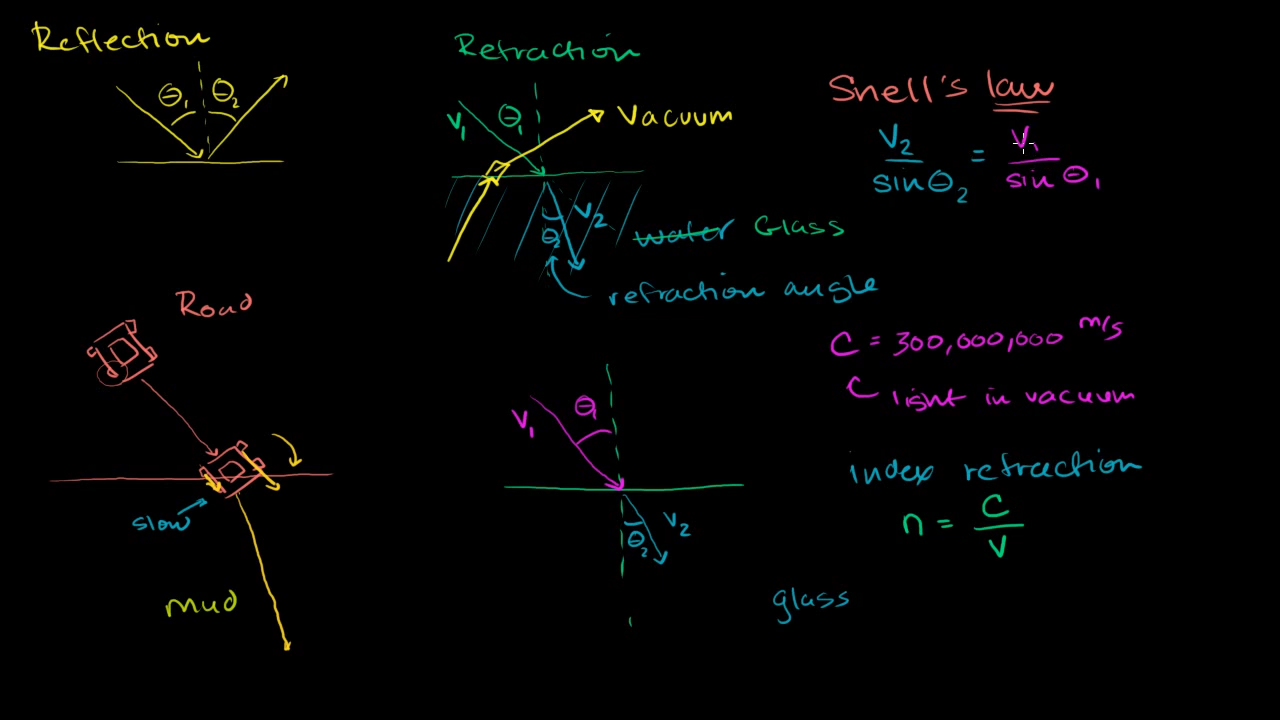 Reflection
θ₁ θ₂
Refraction
V₁ θ₁ Vacuum
V₂
θ₂
water Glass
refraction angle
Snell's law
V₂/sin θ₂ = V₁/sin θ₁
Road
slow
mud
V₁ θ₁
V₂
θ₂
C = 300,000,000 m/s
C light in vacuum
index refraction
n = C/V
glass